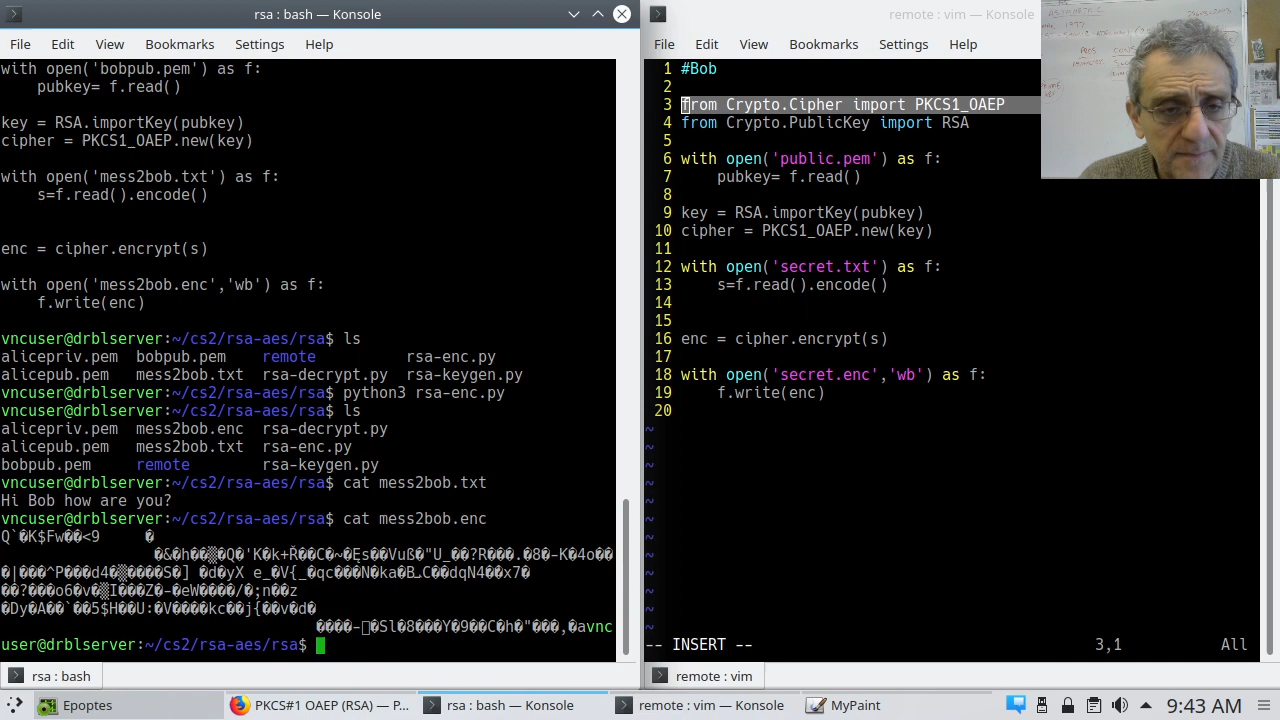 rsa : bash — Konsole
File Edit View Bookmarks Settings Help
with open('bobpub.pem') as f:
    pubkey= f.read()
key = RSA.importKey(pubkey)
cipher = PKCS1_OAEP.new(key)
with open('mess2bob.txt') as f:
    s=f.read().encode()
enc = cipher.encrypt(s)
with open('mess2bob.enc','wb') as f:
    f.write(enc)
vncuser@drblserver:~/cs2/rsa-aes/rsa$ ls
alicepriv.pem  bobpub.pem    remote          rsa-enc.py
alicepub.pem  mess2bob.txt  rsa-decrypt.py  rsa-keygen.py
vncuser@drblserver:~/cs2/rsa-aes/rsa$ python3 rsa-enc.py
vncuser@drblserver:~/cs2/rsa-aes/rsa$ ls
alicepriv.pem  mess2bob.enc  rsa-decrypt.py
alicepub.pem  mess2bob.txt  rsa-enc.py
bobpub.pem     remote        rsa-keygen.py
vncuser@drblserver:~/cs2/rsa-aes/rsa$ cat mess2bob.txt
Hi Bob how are you?
vncuser@drblserver:~/cs2/rsa-aes/rsa$ cat mess2bob.enc
vnc
user@drblserver:~/cs2/rsa-aes/rsa$
rsa : bash
remote : vim — Konsole
File Edit View Bookmarks Settings Help
1 #Bob
2
3 from Crypto.Cipher import PKCS1_OAEP
4 from Crypto.PublicKey import RSA
5
6 with open('public.pem') as f:
7     pubkey= f.read()
8
9 key = RSA.importKey(pubkey)
10 cipher = PKCS1_OAEP.new(key)
11
12 with open('secret.txt') as f:
13     s=f.read().encode()
14
15
16 enc = cipher.encrypt(s)
17
18 with open('secret.enc','wb') as f:
19     f.write(enc)
20
~
~
~
~
~
~
~
~
~
~
~
~
-- INSERT -- 3,1 All
remote : vim
Epoptes
PKCS#1 OAEP (RSA) — P...
rsa : bash — Konsole
remote : vim — Konsole
MyPaint
9:43 AM